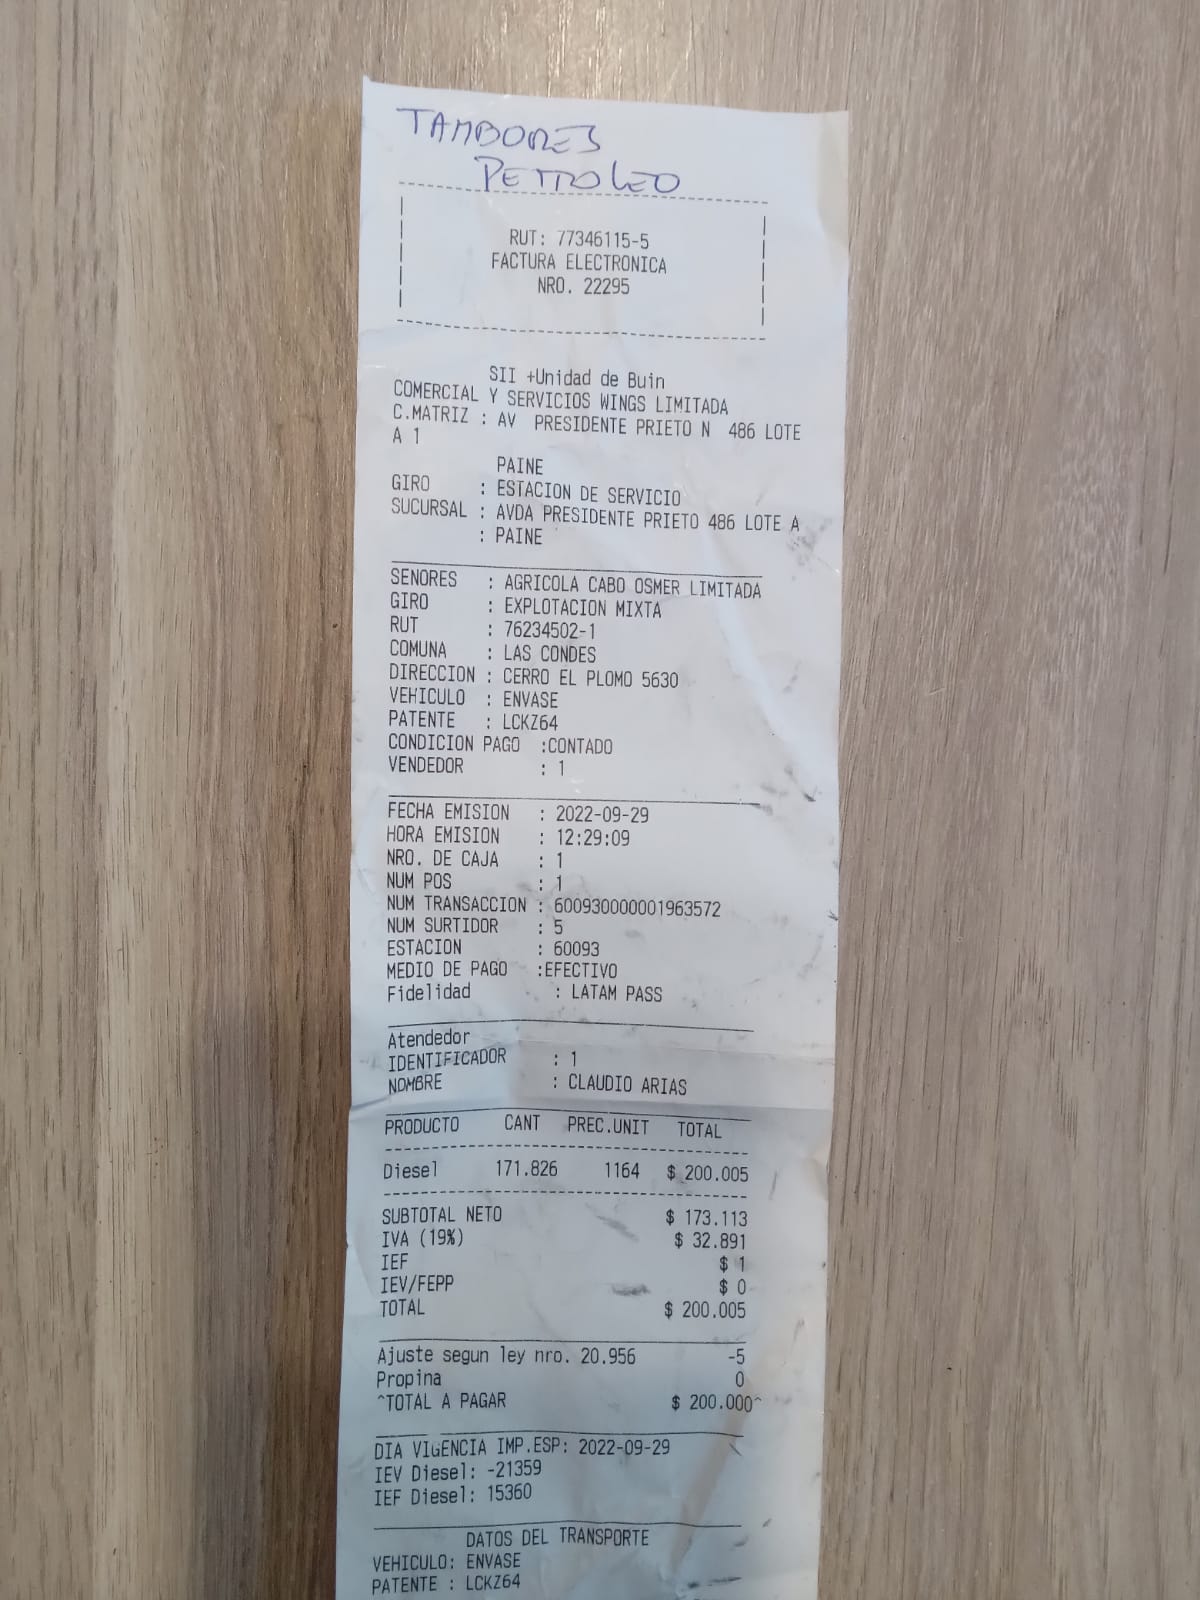 TAMBORES
PETROLEO
RUT: 77346115-5
FACTURA ELECTRONICA
NRO. 22295
SII +Unidad de Buin
COMERCIAL Y SERVICIOS WINGS LIMITADA
C.MATRIZ : AV PRESIDENTE PRIETO N 486 LOTE
A 1
PAINE
GIRO : ESTACION DE SERVICIO
SUCURSAL : AVDA PRESIDENTE PRIETO 486 LOTE A
: PAINE
SENORES : AGRICOLA CABO OSMER LIMITADA
GIRO : EXPLOTACION MIXTA
RUT : 76234502-1
COMUNA : LAS CONDES
DIRECCION : CERRO EL PLOMO 5630
VEHICULO : ENVASE
PATENTE : LCKZ64
CONDICION PAGO :CONTADO
VENDEDOR : 1
FECHA EMISION : 2022-09-29
HORA EMISION : 12:29:09
NRO. DE CAJA : 1
NUM POS : 1
NUM TRANSACCION : 600930000001963572
NUM SURTIDOR : 5
ESTACION : 60093
MEDIO DE PAGO :EFECTIVO
Fidelidad : LATAM PASS
Atendedor
IDENTIFICADOR : 1
NOMBRE : CLAUDIO ARIAS
PRODUCTO CANT PREC.UNIT TOTAL
Diesel 171.826 1164 $ 200.005
SUBTOTAL NETO $ 173.113
IVA (19%) $ 32.891
IEF $ 1
IEV/FEPP $ 0
TOTAL $ 200.005
Ajuste segun ley nro. 20.956 -5
Propina 0
^TOTAL A PAGAR $ 200.000^
DIA VIGENCIA IMP.ESP: 2022-09-29
IEV Diesel: -21359
IEF Diesel: 15360
DATOS DEL TRANSPORTE
VEHICULO: ENVASE
PATENTE : LCKZ64